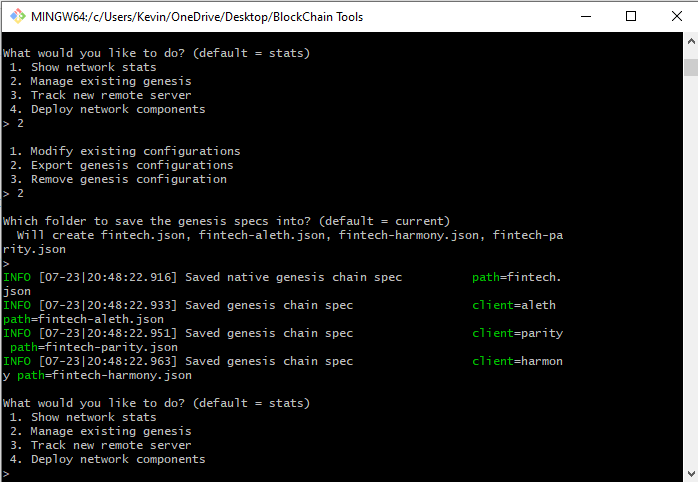 MINGW64:/c/Users/Kevin/OneDrive/Desktop/BlockChain Tools
What would you like to do? (default = stats)
 1. Show network stats
 2. Manage existing genesis
 3. Track new remote server
 4. Deploy network components
> 2
 1. Modify existing configurations
 2. Export genesis configurations
 3. Remove genesis configuration
> 2
Which folder to save the genesis specs into? (default = current)
  Will create fintech.json, fintech-aleth.json, fintech-harmony.json, fintech-pa
rity.json
>
INFO [07-23|20:48:22.916] Saved native genesis chain spec          path=fintech.
json
INFO [07-23|20:48:22.933] Saved genesis chain spec                 client=aleth
path=fintech-aleth.json
INFO [07-23|20:48:22.951] Saved genesis chain spec                 client=parity
 path=fintech-parity.json
INFO [07-23|20:48:22.963] Saved genesis chain spec                 client=harmon
y path=fintech-harmony.json
What would you like to do? (default = stats)
 1. Show network stats
 2. Manage existing genesis
 3. Track new remote server
 4. Deploy network components
>